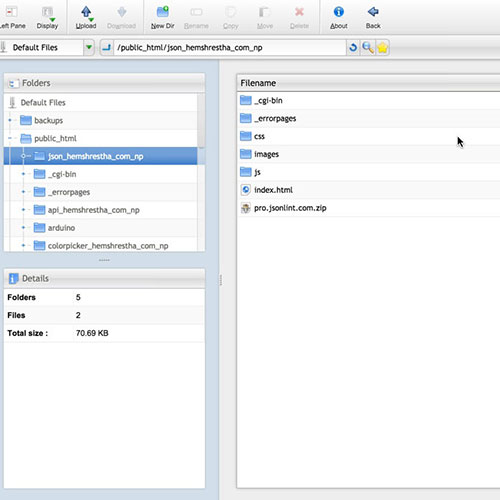 Left Pane Display Upload Download New Dir Rename Copy Move Delete About Back
Default Files /public_html/json_hemshrestha_com_np
Folders
Default Files
backups
public_html
json_hemshrestha_com_np
_cgi-bin
_errorpages
api_hemshrestha_com_np
arduino
colorpicker_hemshrestha_com_np
Details
Folders 5
Files 2
Total size : 70.69 KB
Filename
_cgi-bin
_errorpages
css
images
js
index.html
pro.jsonlint.com.zip